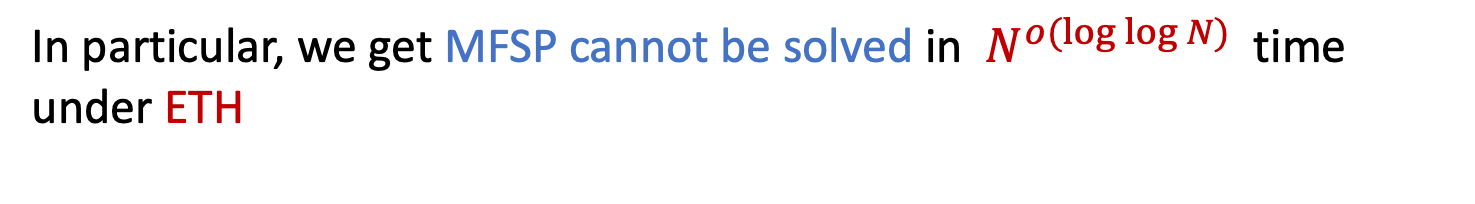 In particular, we get MFSP cannot be solved in N^{o(log log N)} time
under ETH